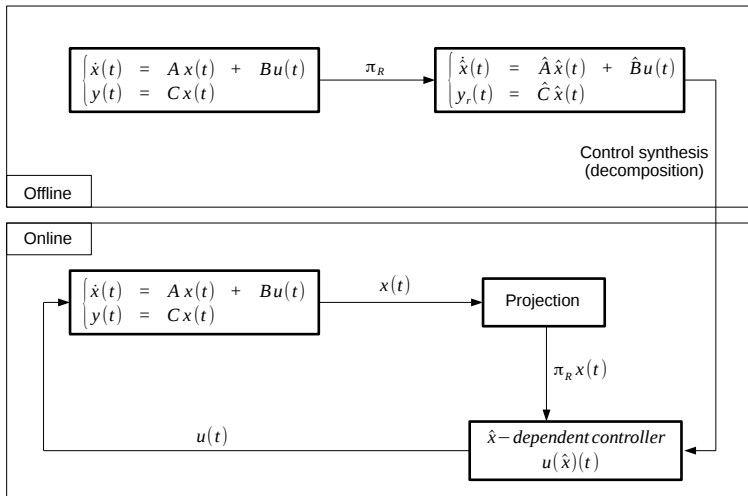 ẋ(t) = A x(t) + Bu(t)
y(t) = C x(t)
π_R
x̂̇(t) = Â x̂(t) + B̂u(t)
y_r(t) = Ĉ x̂(t)
Control synthesis
(decomposition)
Offline
Online
ẋ(t) = A x(t) + Bu(t)
y(t) = C x(t)
x(t)
Projection
π_R x(t)
u(t)
x̂−dependent controller
u(x̂)(t)